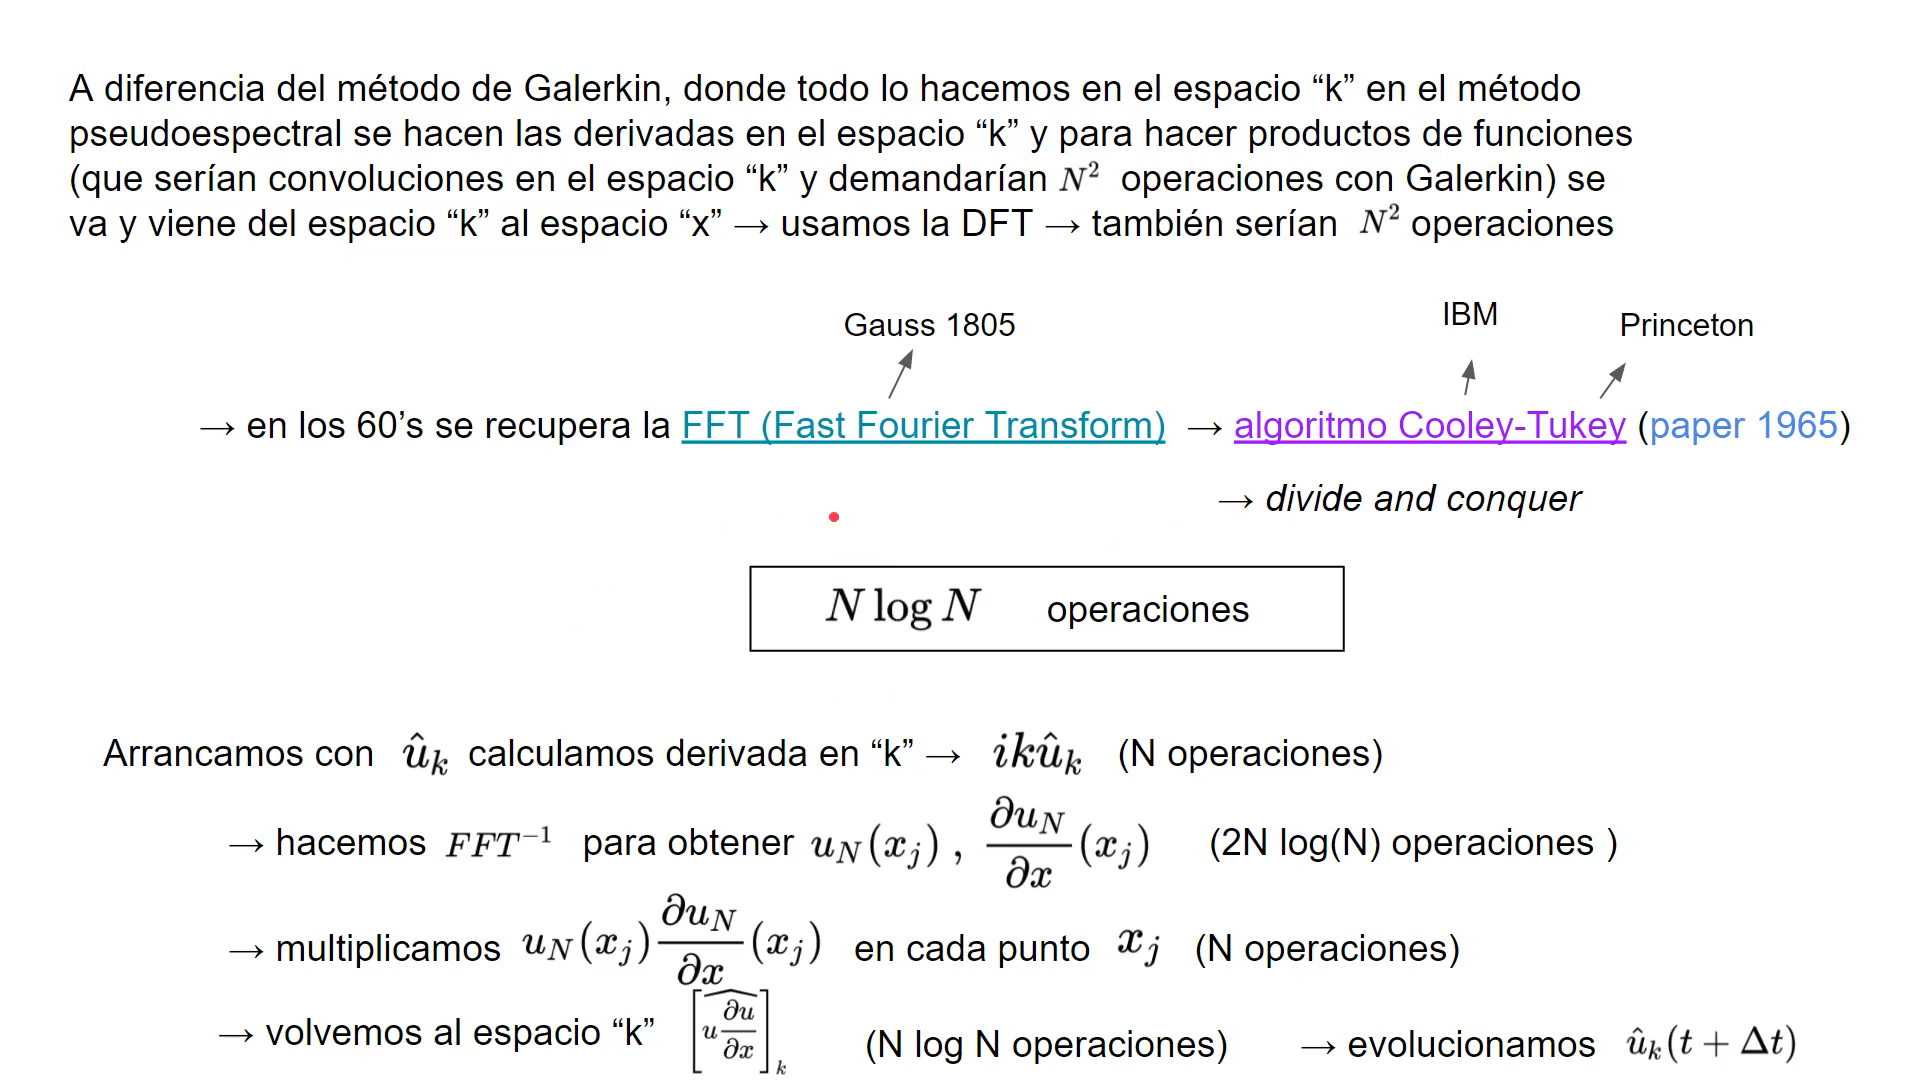 A diferencia del método de Galerkin, donde todo lo hacemos en el espacio “k” en el método
pseudoespectral se hacen las derivadas en el espacio “k” y para hacer productos de funciones
(que serían convoluciones en el espacio “k” y demandarían N² operaciones con Galerkin) se
va y viene del espacio “k” al espacio “x” → usamos la DFT → también serían N² operaciones
IBM
Gauss 1805 Princeton
→ en los 60’s se recupera la FFT (Fast Fourier Transform) → algoritmo Cooley-Tukey (paper 1965)
→ divide and conquer
N log N operaciones
Arrancamos con û_k calculamos derivada en “k” → ikû_k (N operaciones)
→ hacemos FFT⁻¹ para obtener u_N(x_j) , ∂u_N/∂x (x_j) (2N log(N) operaciones )
→ multiplicamos u_N(x_j) ∂u_N/∂x (x_j) en cada punto x_j (N operaciones)
→ volvemos al espacio “k” [\widehat{u ∂u/∂x}]_k (N log N operaciones) → evolucionamos û_k(t + Δt)